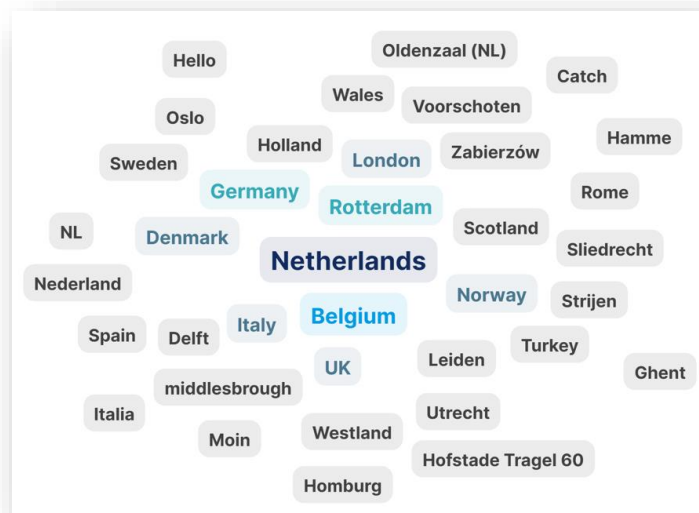 Oldenzaal (NL)
Hello
Catch
Wales
Voorschoten
Oslo
Hamme
Holland
Zabierzów
London
Sweden
Germany
Rome
Rotterdam
Scotland
NL
Denmark
Sliedrecht
Netherlands
Nederland
Norway
Strijen
Belgium
Italy
Spain
Delft
Turkey
Leiden
UK
Ghent
middlesbrough
Utrecht
Italia
Westland
Moin
Hofstade Tragel 60
Homburg